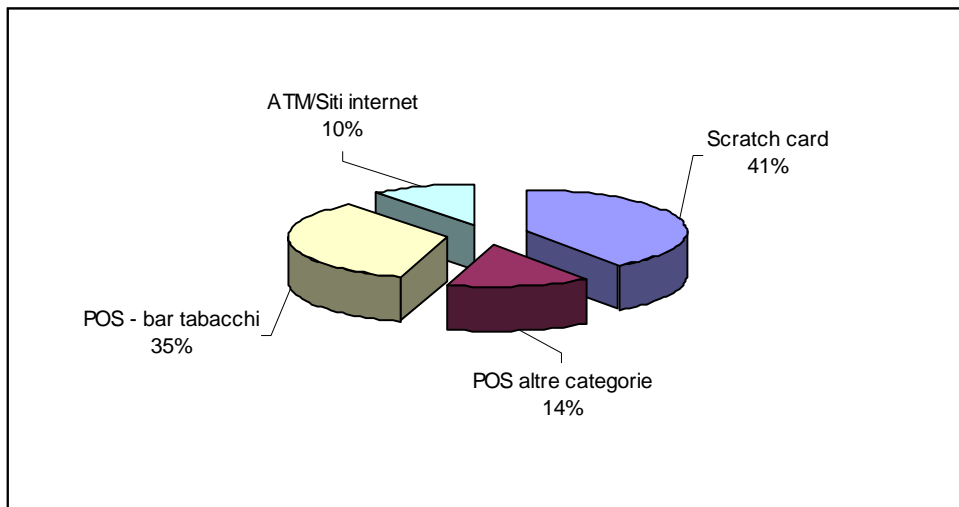 ATM/Siti internet
10%
Scratch card
41%
POS - bar tabacchi
35%
POS altre categorie
14%